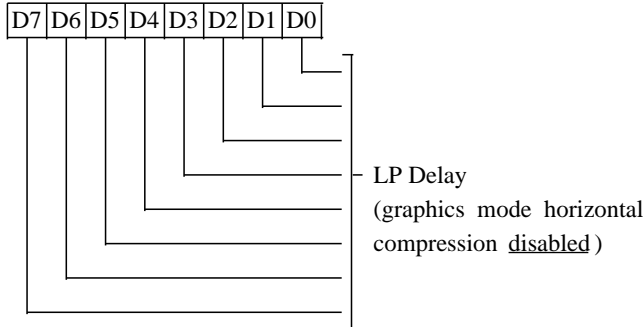 D7 D6 D5 D4 D3 D2 D1 D0
LP Delay
(graphics mode horizontal
compression disabled)